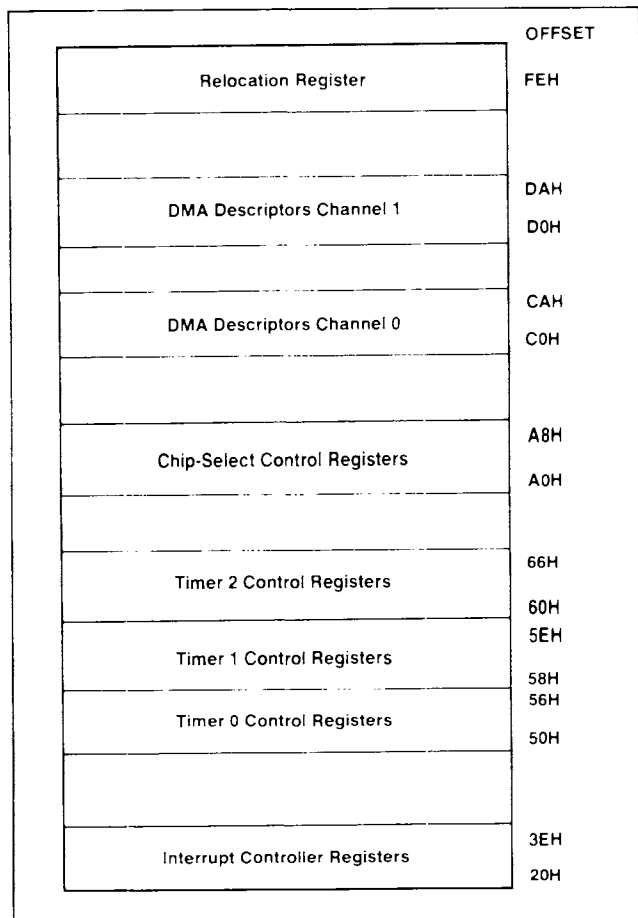 OFFSET
Relocation Register FEH
DAH
DMA Descriptors Channel 1
D0H
CAH
DMA Descriptors Channel 0
C0H
A8H
Chip-Select Control Registers
A0H
66H
Timer 2 Control Registers
60H
5EH
Timer 1 Control Registers
58H
56H
Timer 0 Control Registers
50H
3EH
Interrupt Controller Registers
20H